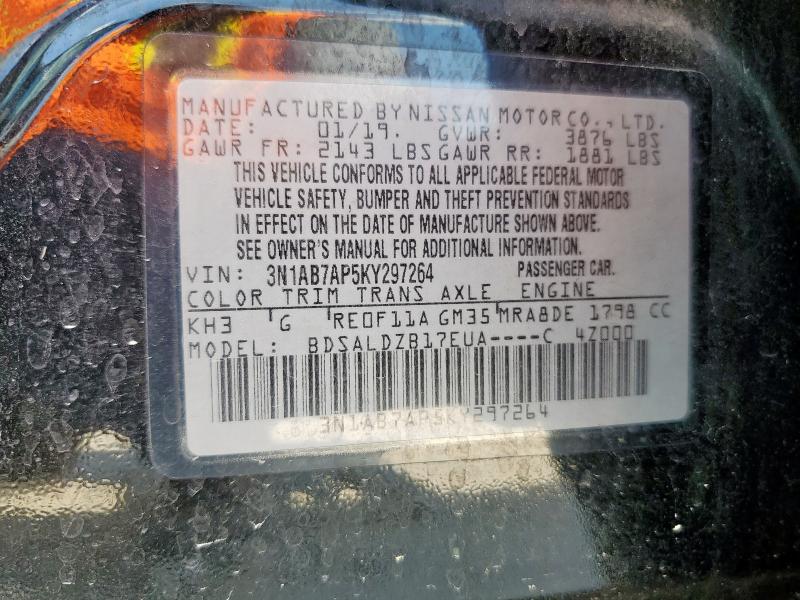 MANUFACTURED BY NISSAN MOTOR CO., LTD.
DATE: 01/19. GVWR: 3876 LBS
GAWR FR: 2143 LBS GAWR RR: 1881 LBS
THIS VEHICLE CONFORMS TO ALL APPLICABLE FEDERAL MOTOR
VEHICLE SAFETY, BUMPER AND THEFT PREVENTION STANDARDS
IN EFFECT ON THE DATE OF MANUFACTURE SHOWN ABOVE.
SEE OWNER'S MANUAL FOR ADDITIONAL INFORMATION.
VIN: 3N1AB7AP5KY297264 PASSENGER CAR.
COLOR TRIM TRANS AXLE ENGINE
KH3 G RE0F11A GM35 MRA8DE 1798 CC
MODEL: BDSALDZB17EUA----C 4Z000
3N1AB7AP5KY297264